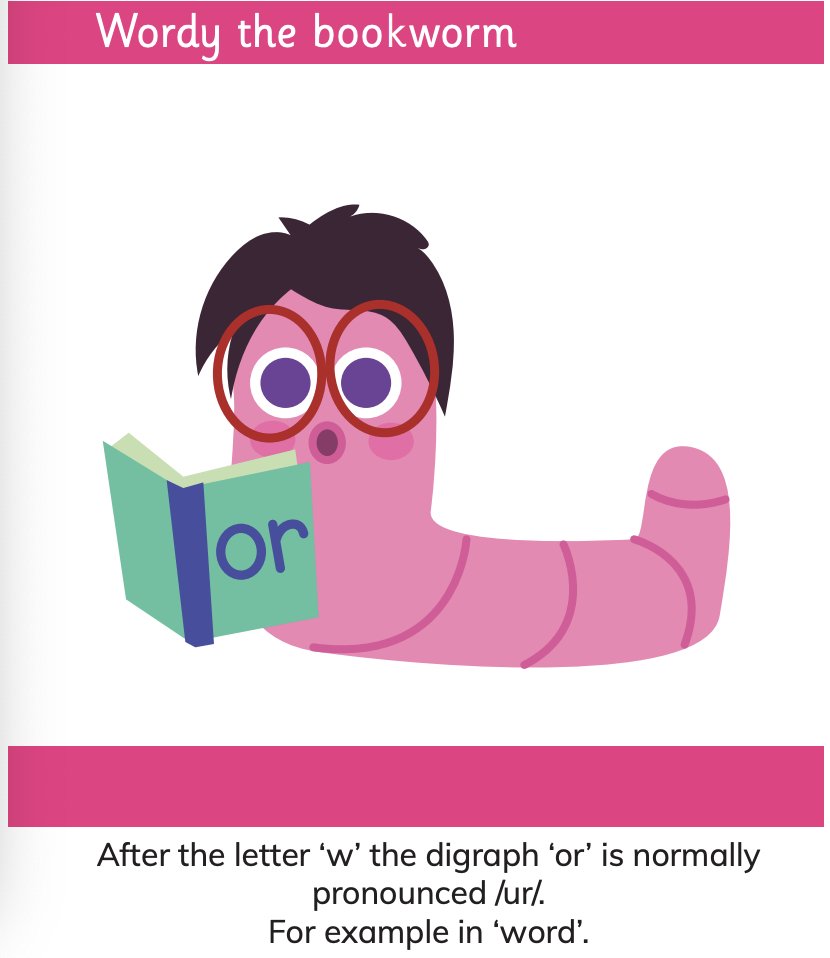 Wordy the bookworm
or
After the letter ‘w’ the digraph ‘or’ is normally
pronounced /ur/.
For example in ‘word’.